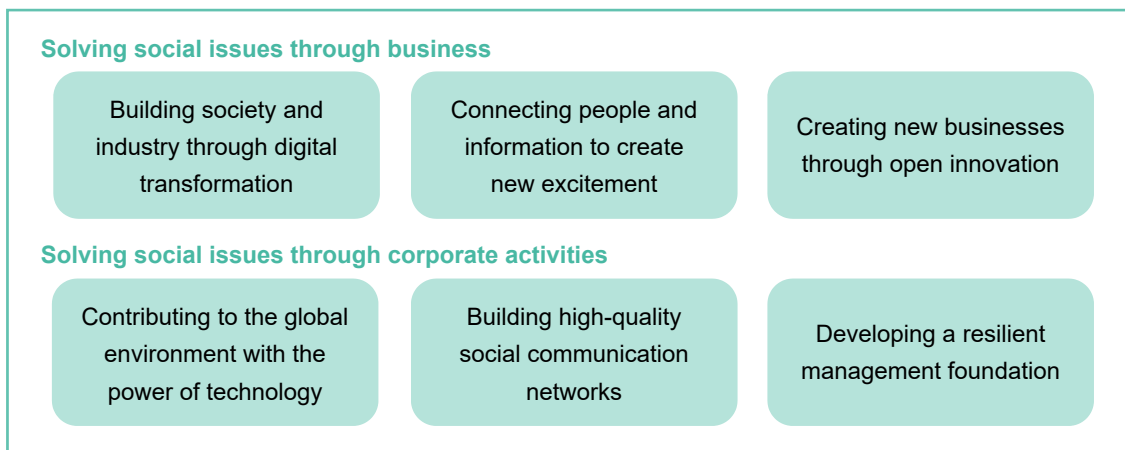 Solving social issues through business
Building society and
industry through digital
transformation
Connecting people and
information to create
new excitement
Creating new businesses
through open innovation
Solving social issues through corporate activities
Contributing to the global
environment with the
power of technology
Building high-quality
social communication
networks
Developing a resilient
management foundation